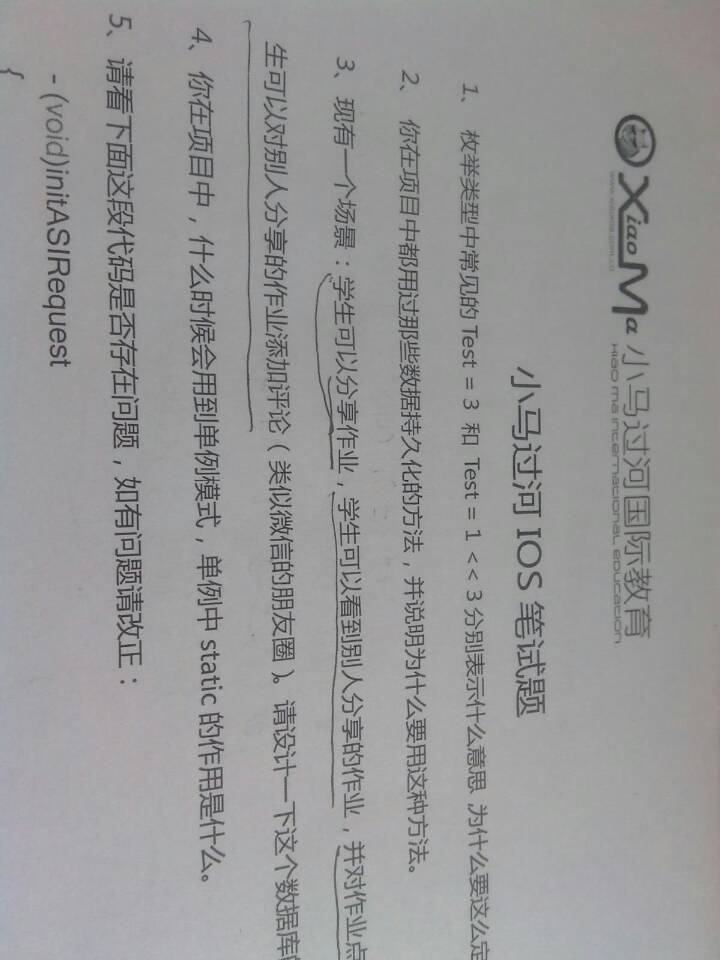 XiaoMa 小马过河国际教育
www.xiaoma.com.cn xiao ma international education
小马过河 IOS 笔试题
1、枚举类型中常见的 Test = 3 和 Test = 1 << 3 分别表示什么意思 为什么要这么定
2、你在项目中都用过那些数据持久化的方法，并说明为什么要用这种方法。
3、现有一个场景：学生可以分享作业，学生可以看到别人分享的作业，并对作业点
生可以对别人分享的作业添加评论（类似微信的朋友圈）。请设计一下这个数据库
4、你在项目中，什么时候会用到单例模式，单例中 static 的作用是什么。
5、请看下面这段代码是否存在问题，如有问题请改正：
- (void)initASIRequest
{